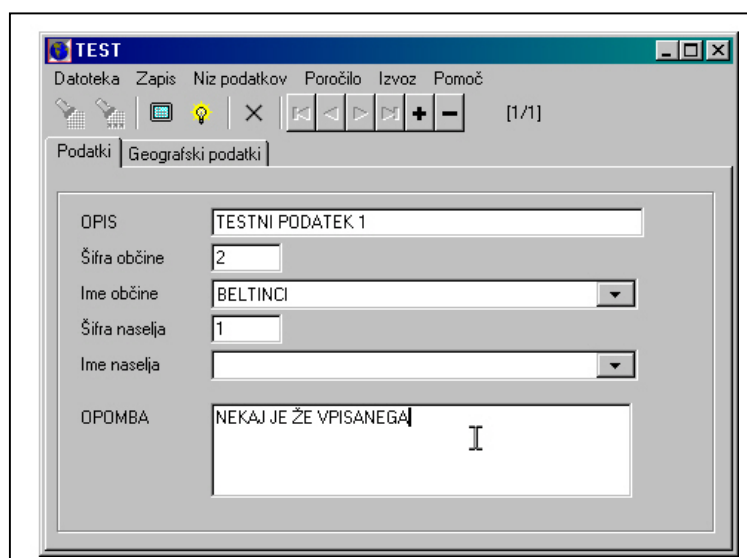 TEST
Datoteka Zapis Niz podatkov Poročilo Izvoz Pomoč
[1/1]
Podatki Geografski podatki
OPIS TESTNI PODATEK 1
Šifra občine 2
Ime občine BELTINCI
Šifra naselja 1
Ime naselja
OPOMBA NEKAJ JE ŽE VPISANEGA